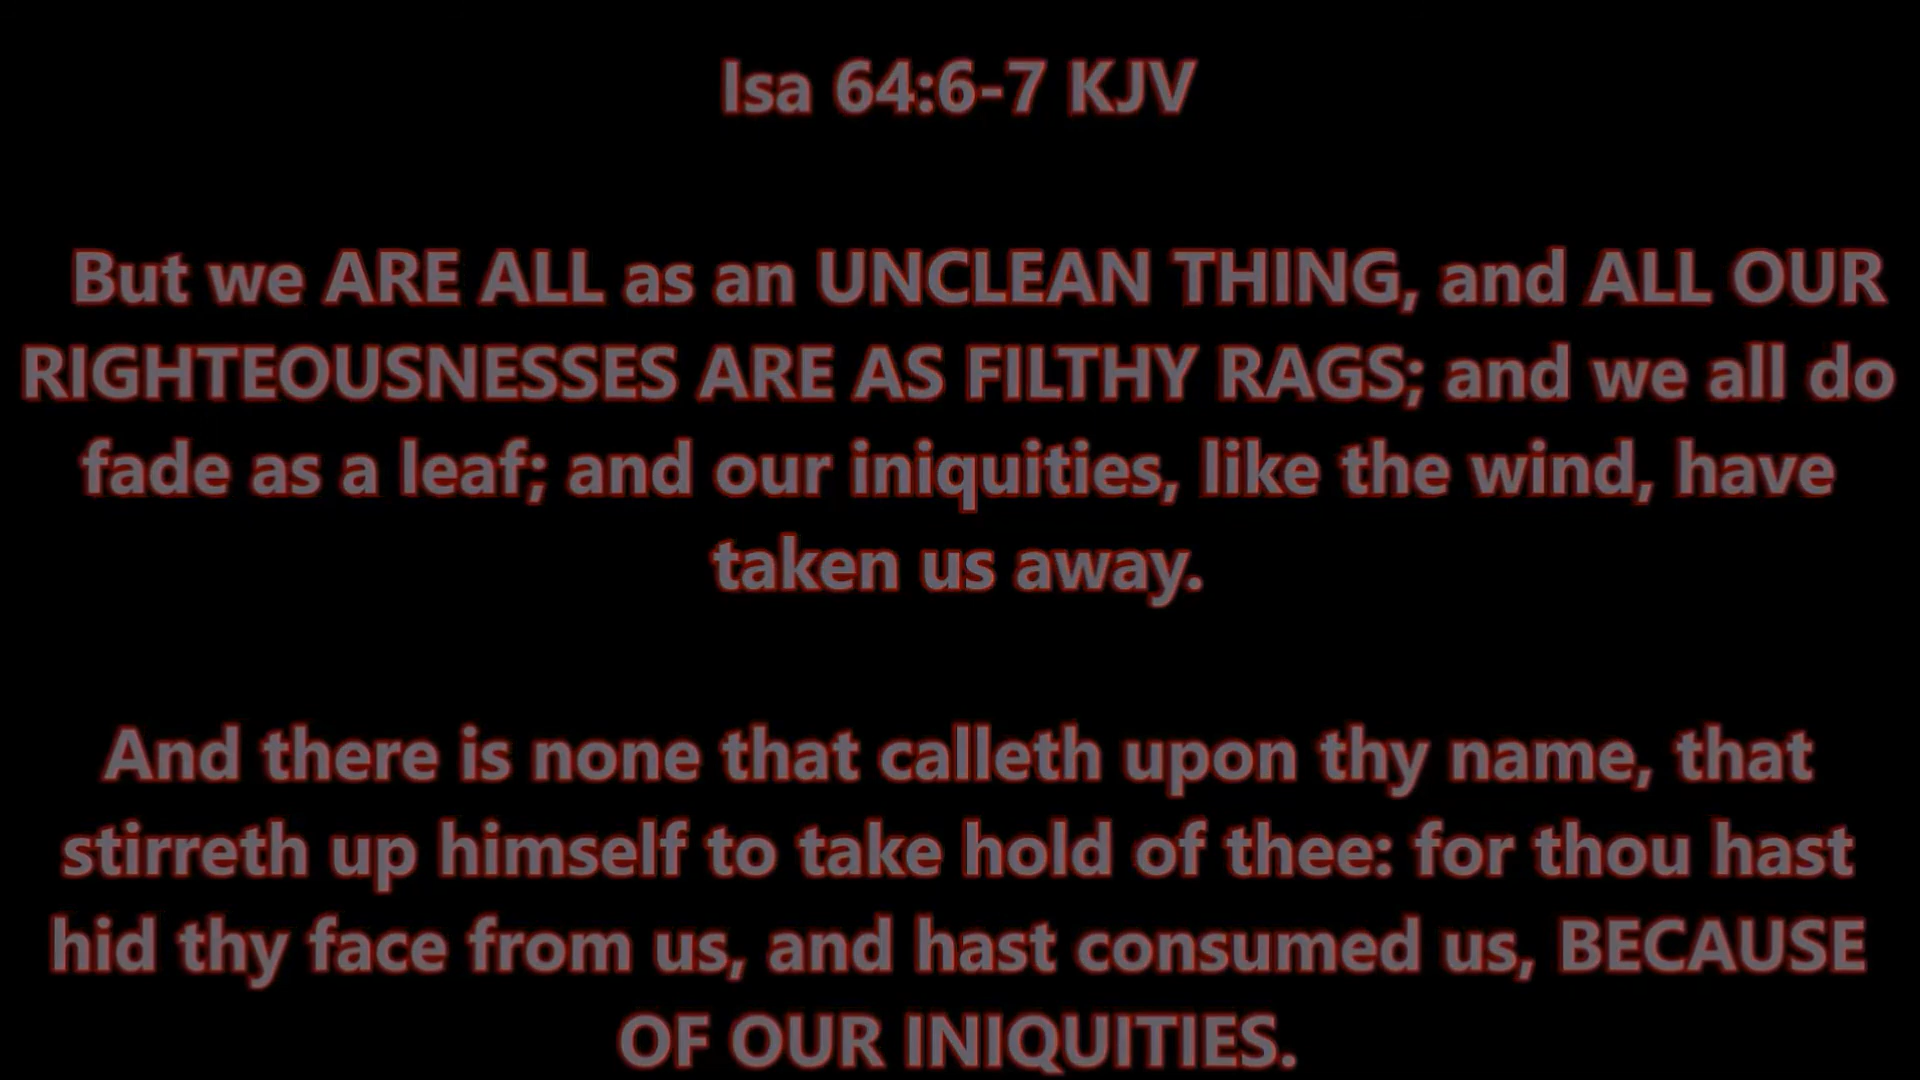 Isa 64:6-7 KJV
But we ARE ALL as an UNCLEAN THING, and ALL OUR
RIGHTEOUSNESSES ARE AS FILTHY RAGS; and we all do
fade as a leaf; and our iniquities, like the wind, have
taken us away.
And there is none that calleth upon thy name, that
stirreth up himself to take hold of thee: for thou hast
hid thy face from us, and hast consumed us, BECAUSE
OF OUR INIQUITIES.